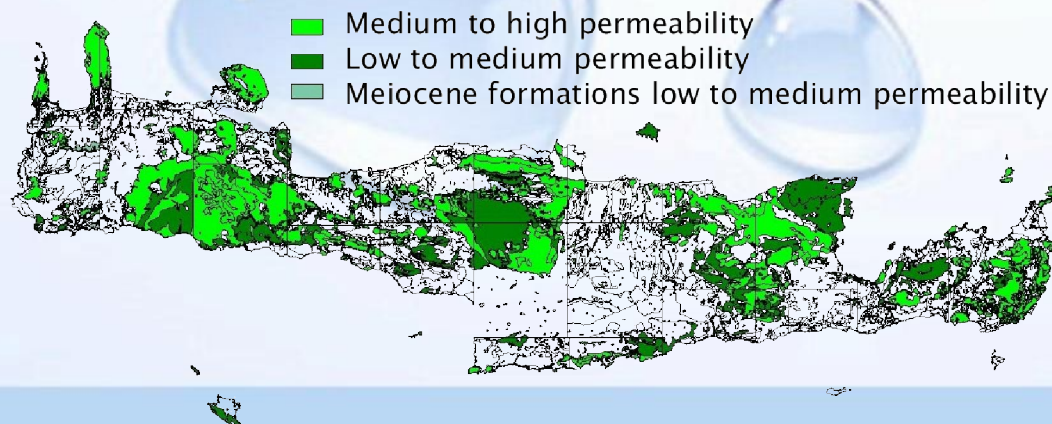 Medium to high permeability
Low to medium permeability
Meiocene formations low to medium permeability